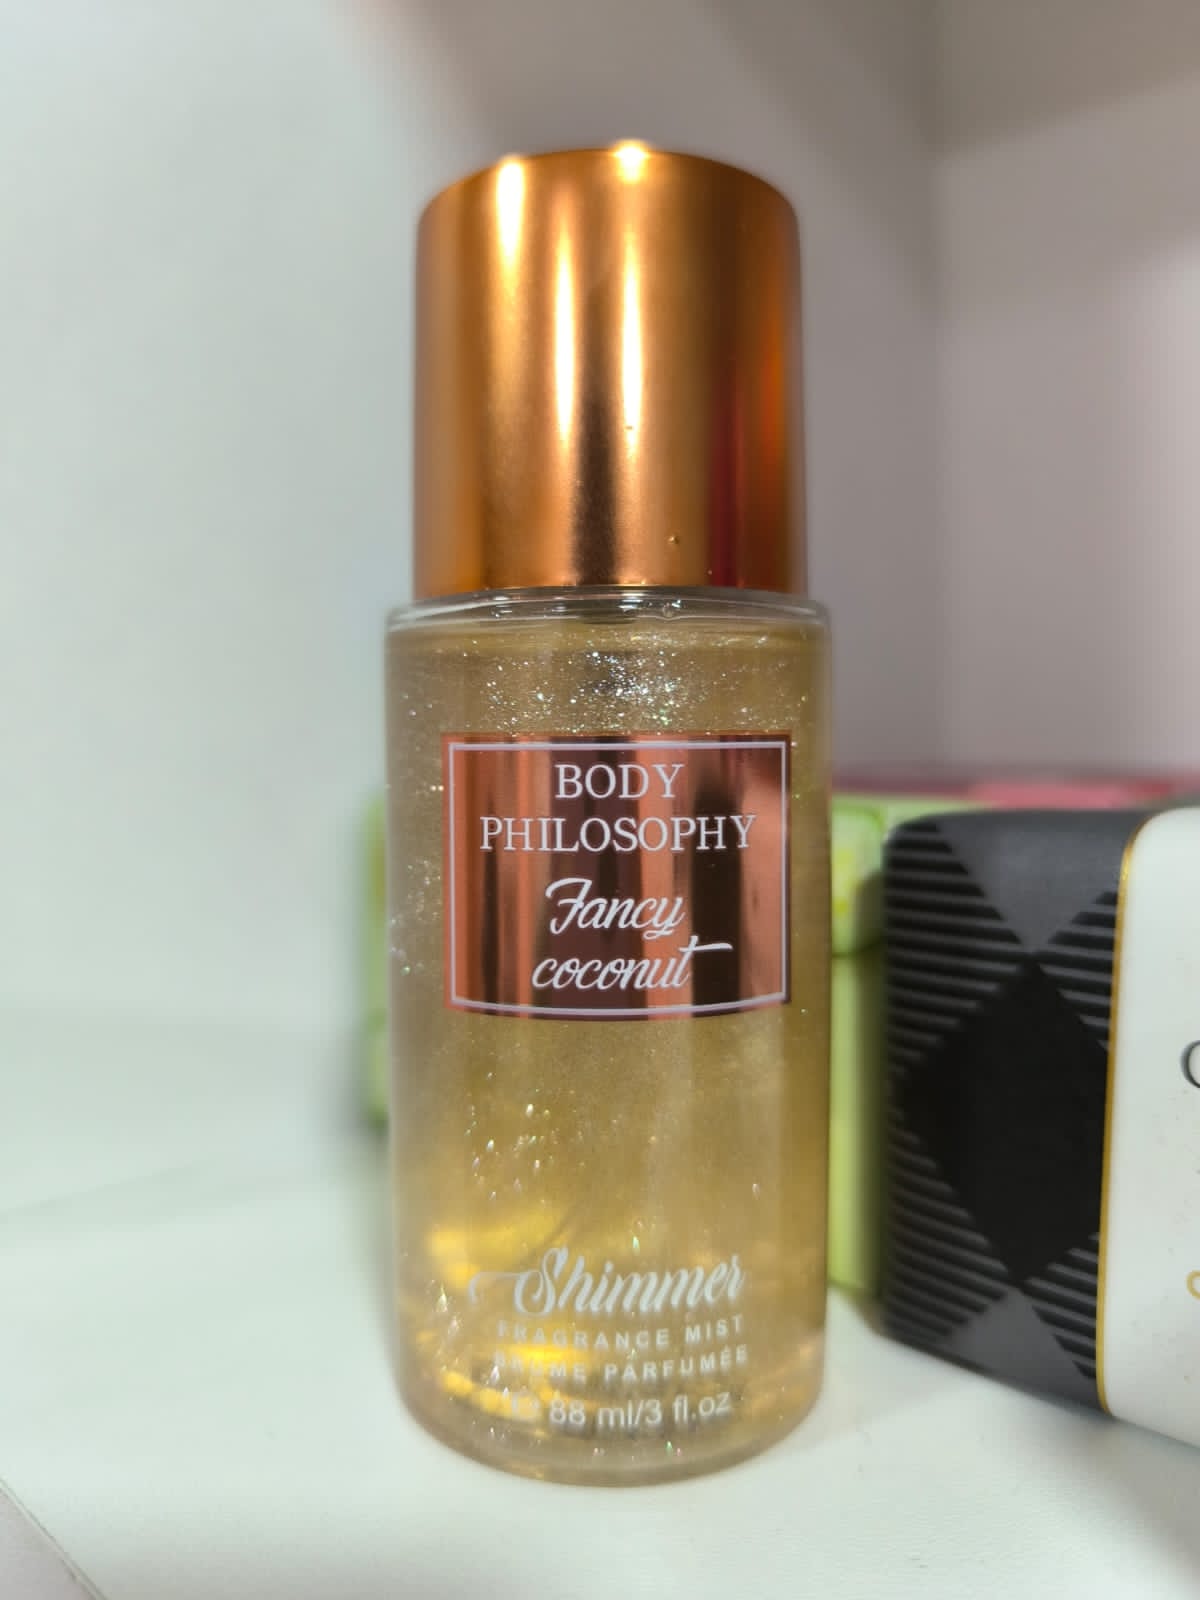 BODY
PHILOSOPHY
Fancy
coconut
Shimmer
FRAGRANCE MIST
BRUME PARFUMÉE
88 ml/3 fl.oz